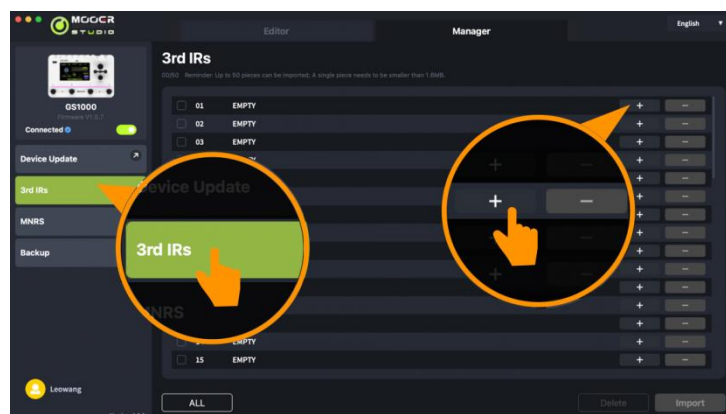 MOOER
STUDIO
Editor
Manager
English
3rd IRs
00/50 Reminder: Up to 50 pieces can be imported; A single piece needs to be smaller than 1.8MB.
GS1000
Firmware V1.0.7
Connected
Device Update
3rd IRs
MNRS
Backup
01 EMPTY + −
02 EMPTY + −
03 EMPTY + −
Device Update
3rd IRs
MNRS
+ −
+ −
+ −
+ −
EMPTY + −
15 EMPTY + −
Leowang
ALL
Delete
Import